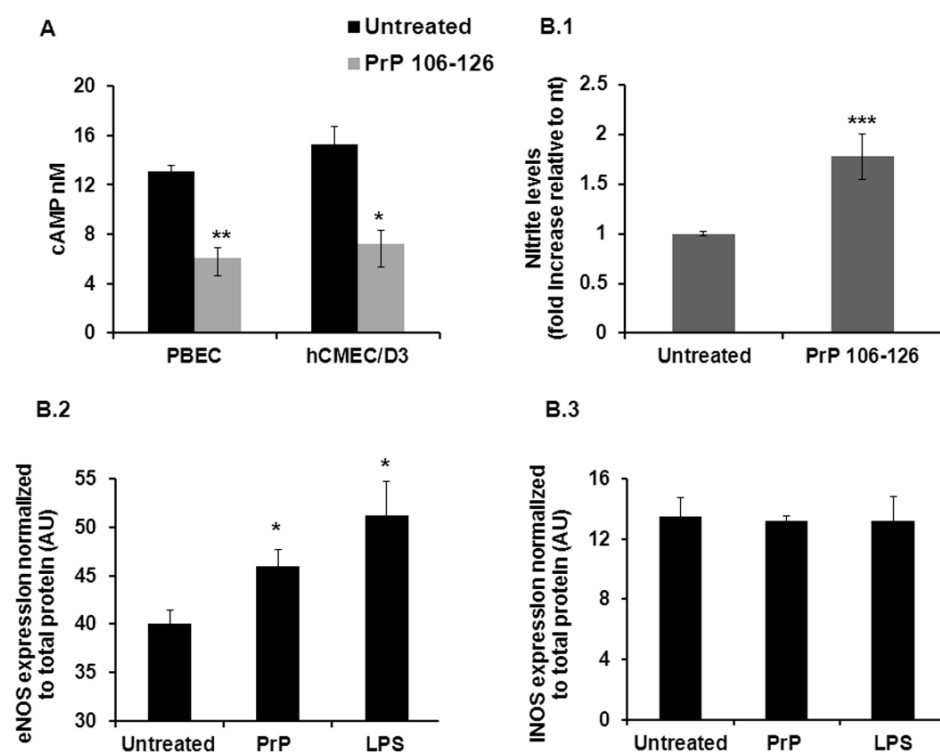 A
Untreated
PrP 106-126
cAMP nM
20
16
12
8
4
0
**
*
PBEC
hCMEC/D3
B.1
Nitrite levels
(fold Increase relative to nt)
2.5
2
1.5
1
0.5
0
***
Untreated
PrP 106-126
B.2
eNOS expression normalized
to total protein (AU)
55
50
45
40
35
30
*
*
Untreated
PrP
LPS
B.3
INOS expression normalized
to total protein (AU)
16
12
8
4
0
Untreated
PrP
LPS